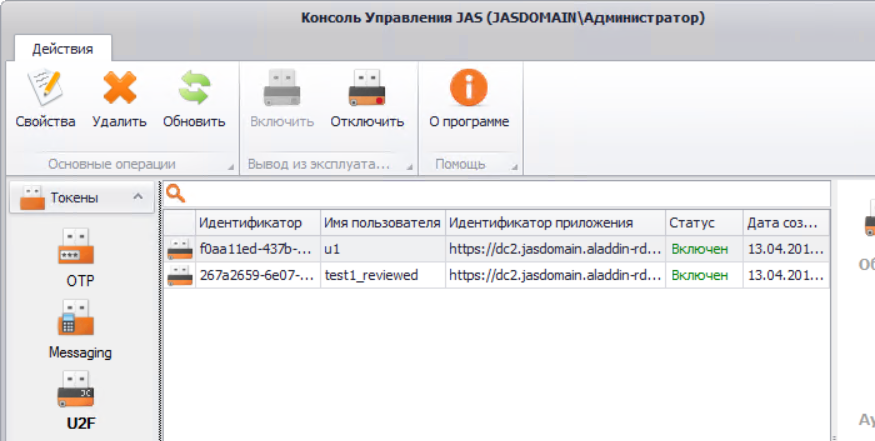 Консоль Управления JAS (JASDOMAIN\Администратор)
Действия
Свойства Удалить Обновить Включить Отключить О программе
Основные операции Вывод из эксплуата... Помощь
Токены
Идентификатор Имя пользователя Идентификатор приложения Статус Дата соз...
f0aa11ed-437b-... u1 https://dc2.jasdomain.aladdin-rd... Включен 13.04.201...
267a2659-6e07-... test1_reviewed https://dc2.jasdomain.aladdin-rd... Включен 13.04.201...
Об
OTP
Messaging
U2F
Ау